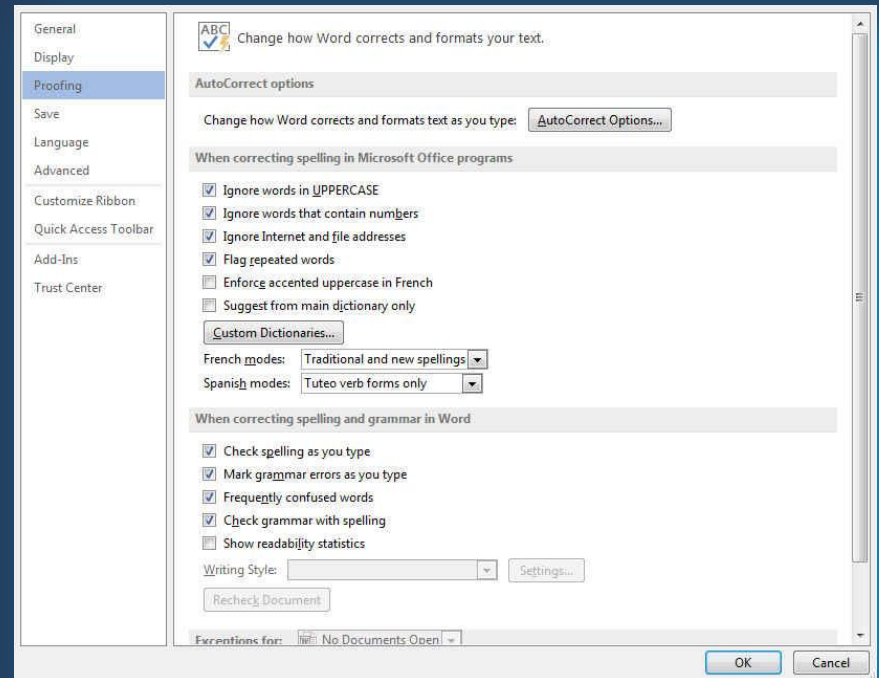 General
Display
Proofing
Save
Language
Advanced
Customize Ribbon
Quick Access Toolbar
Add-Ins
Trust Center
ABC
Change how Word corrects and formats your text.
AutoCorrect options
Change how Word corrects and formats text as you type: AutoCorrect Options...
When correcting spelling in Microsoft Office programs
Ignore words in UPPERCASE
Ignore words that contain numbers
Ignore Internet and file addresses
Flag repeated words
Enforce accented uppercase in French
Suggest from main dictionary only
Custom Dictionaries...
French modes: Traditional and new spellings
Spanish modes: Tuteo verb forms only
When correcting spelling and grammar in Word
Check spelling as you type
Mark grammar errors as you type
Frequently confused words
Check grammar with spelling
Show readability statistics
Writing Style: Settings...
Recheck Document
Exceptions for: No Documents Open
OK Cancel